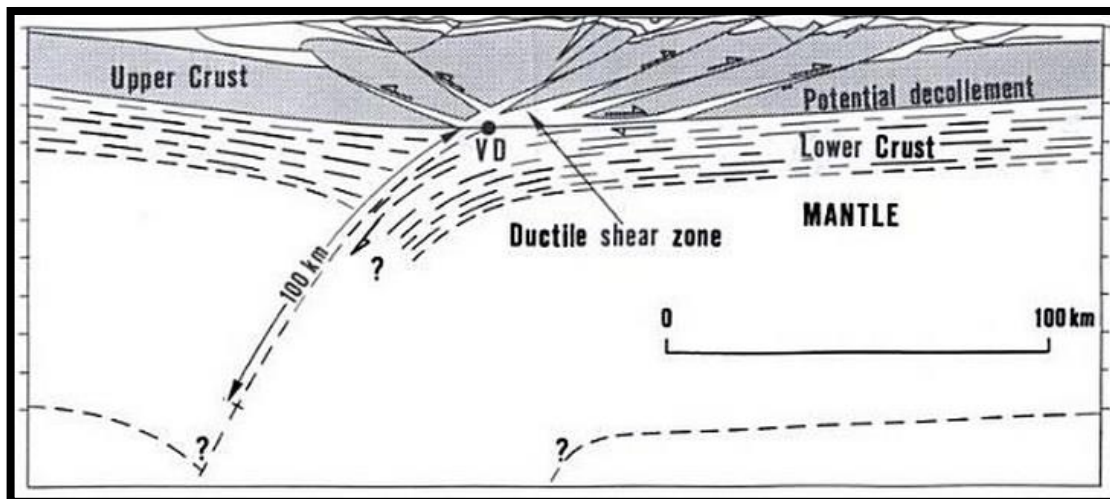 Upper Crust
Potential decollement
VD
Lower Crust
MANTLE
Ductile shear zone
?
100 km
0
100 km
?
?